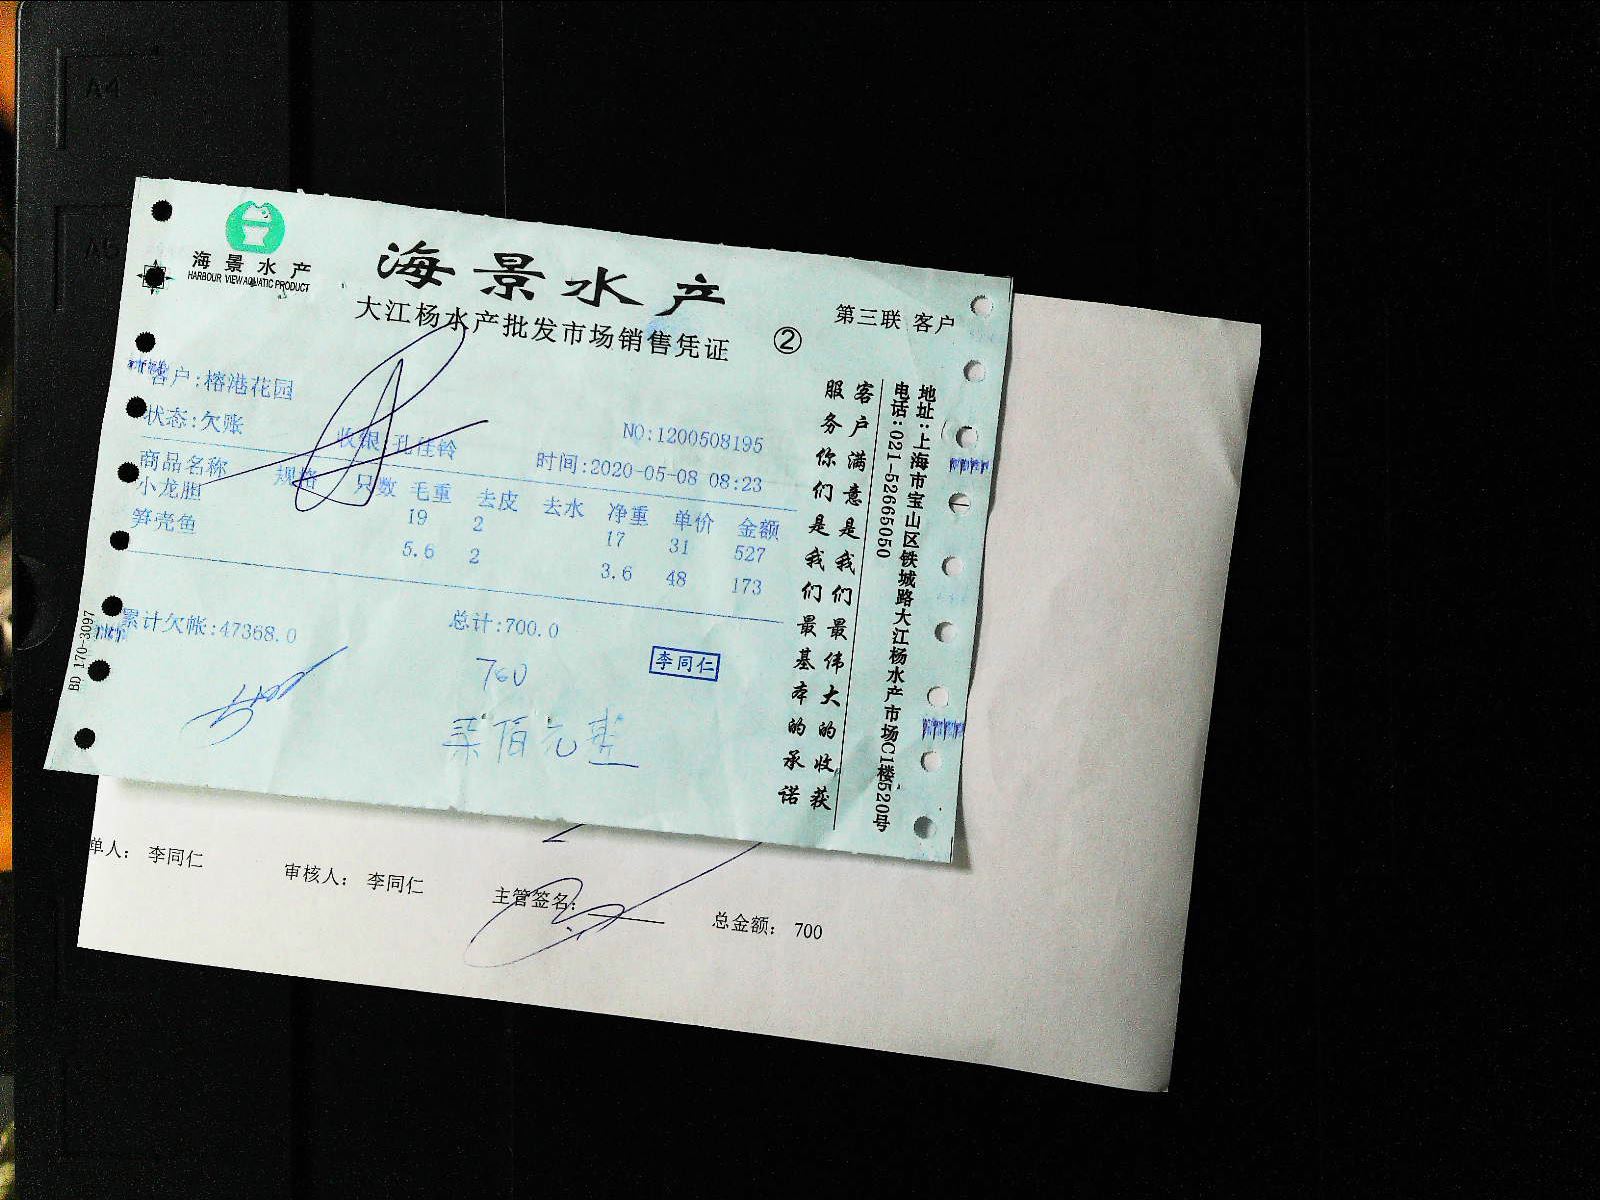 A4
A5
海景水产
HARBOUR VIEW AQUATIC PRODUCT
海景水产
大江杨水产批发市场销售凭证
②
第三联 客户
客户:榕港花园
状态:欠账
收银:孔佳铃
NO:1200508195
时间:2020-05-08 08:23
商品名称 规格 只数 毛重 去皮 去水 净重 单价 金额
小龙胆 19 2 17 31 527
笋壳鱼 5.6 2 3.6 48 173
累计欠帐:47368.0
总计:700.0
700
李同仁
柒佰元整
客户满意是我们最伟大的收获
服务你们是我们最基本的承诺
地址:上海市宝山区铁城路大江杨水产市场C1楼520号
电话:021-52665050
BD 170-3097
单人: 李同仁
审核人: 李同仁
主管签名:
总金额: 700